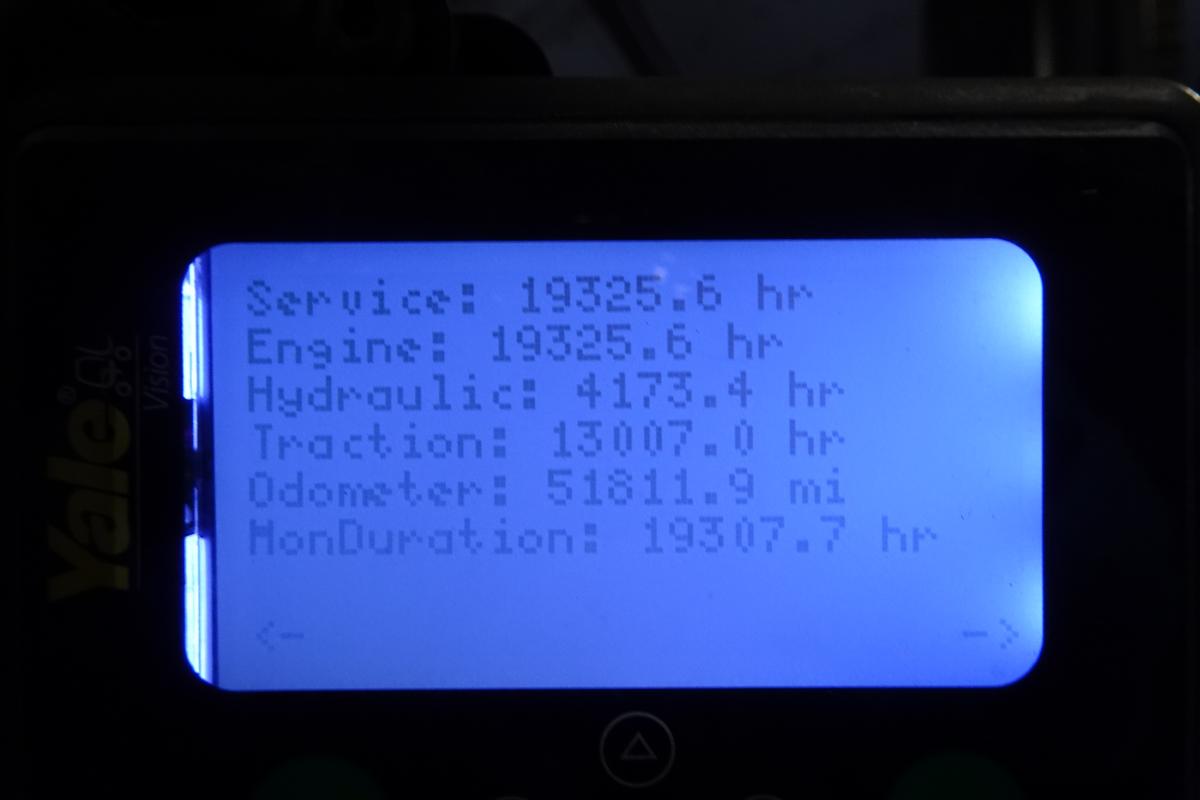 Service: 19325.6 hr
Engine: 19325.6 hr
Hydraulic: 4173.4 hr
Traction: 13007.0 hr
Odometer: 51811.9 mi
MonDuration: 19307.7 hr
<- ->
Yale®
Vision